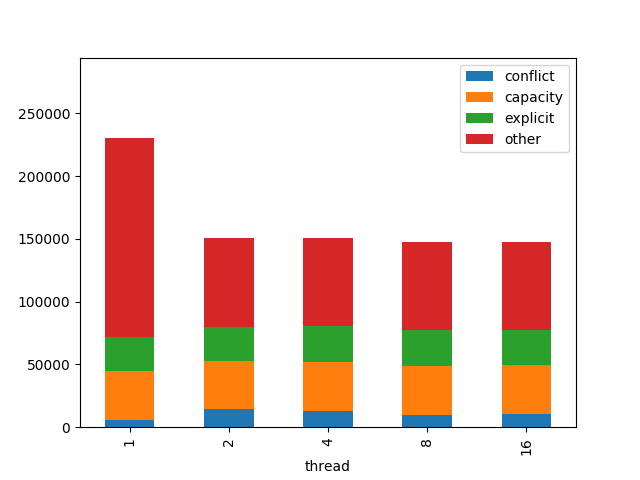 conflict
capacity
explicit
other
250000
200000
150000
100000
50000
0
1
2
4
8
16
thread